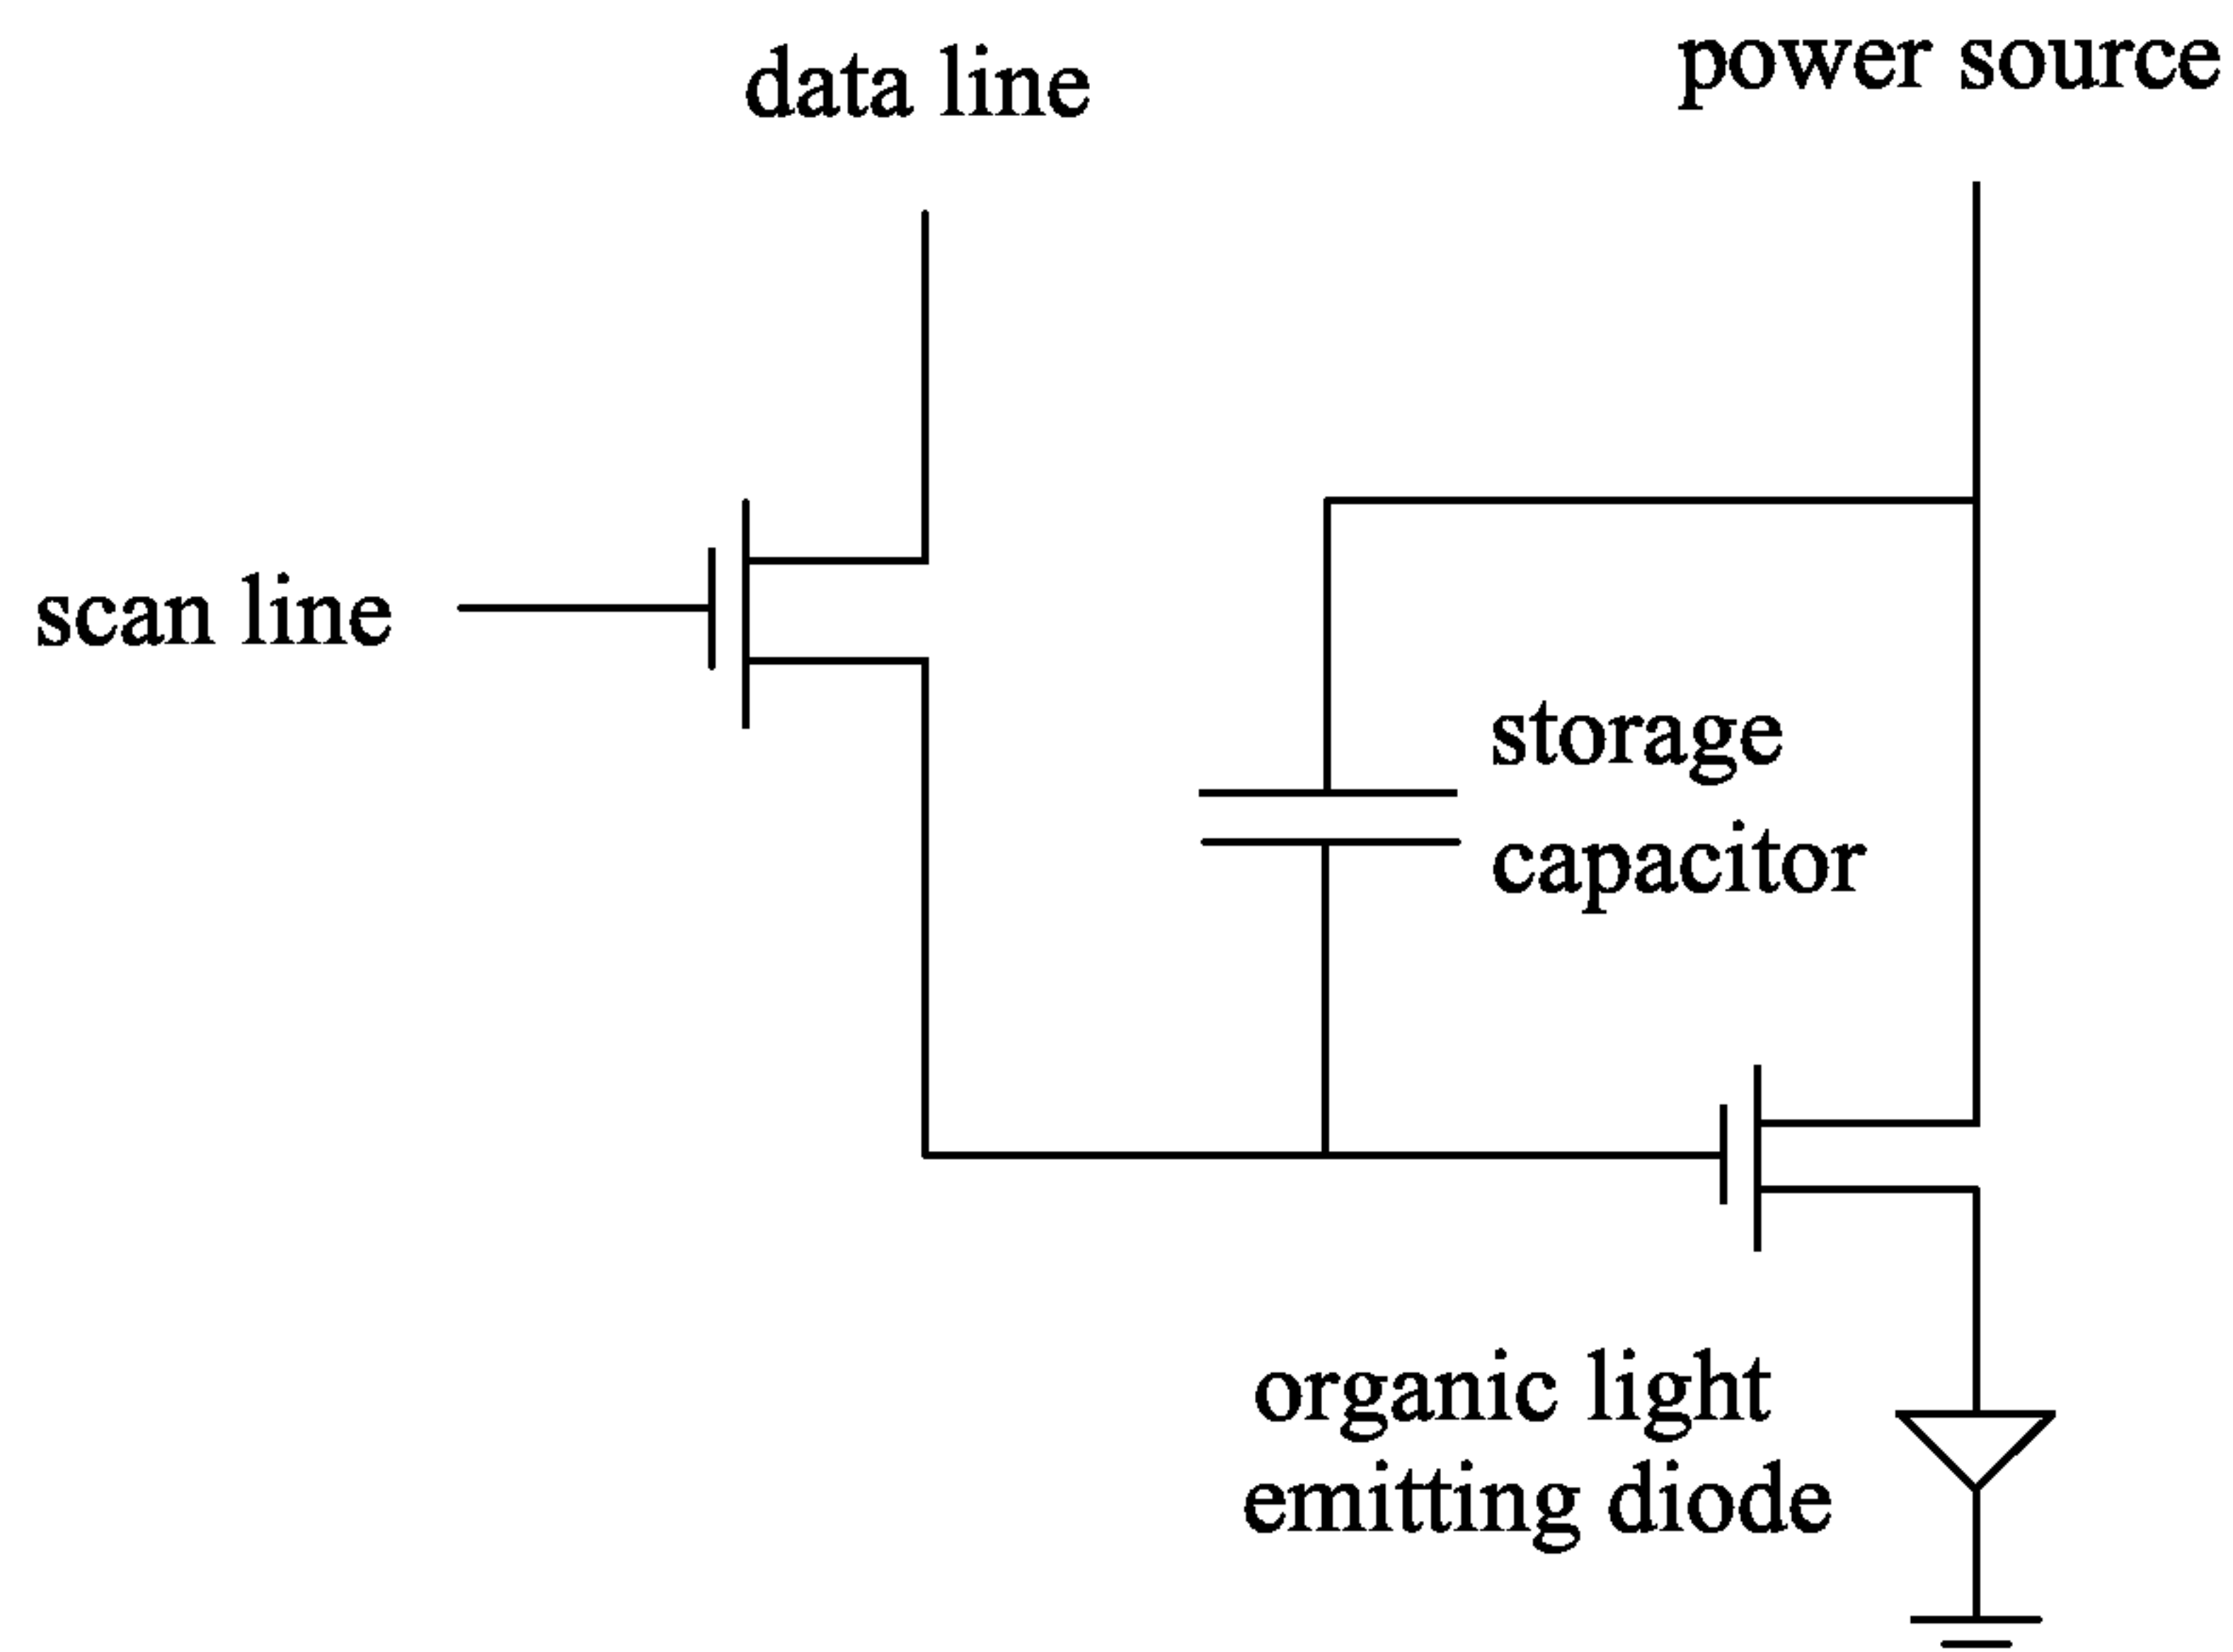 data line
power source
scan line
storage
capacitor
organic light
emitting diode